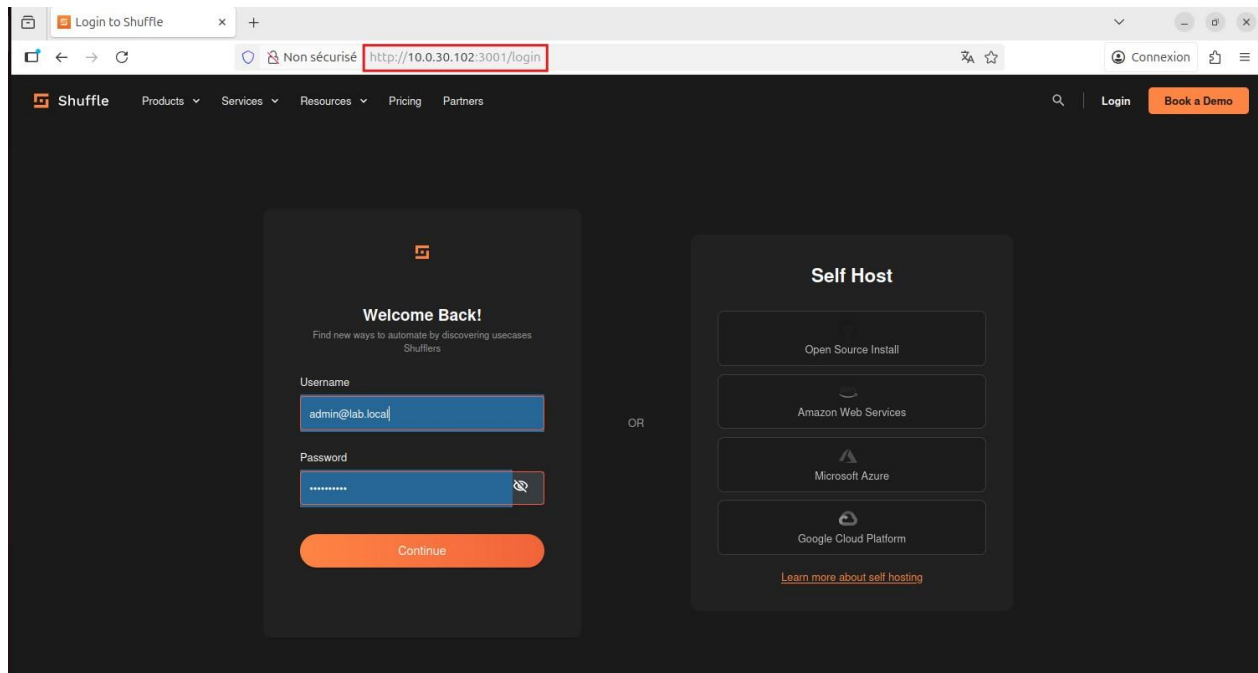 Login to Shuffle
Non sécurisé http://10.0.30.102:3001/login
Connexion
Shuffle Products Services Resources Pricing Partners Login Book a Demo
Welcome Back!
Find new ways to automate by discovering usecases
Shufflers
Username
admin@lab.local
Password
••••••••••
Continue
OR
Self Host
Open Source Install
Amazon Web Services
Microsoft Azure
Google Cloud Platform
Learn more about self hosting